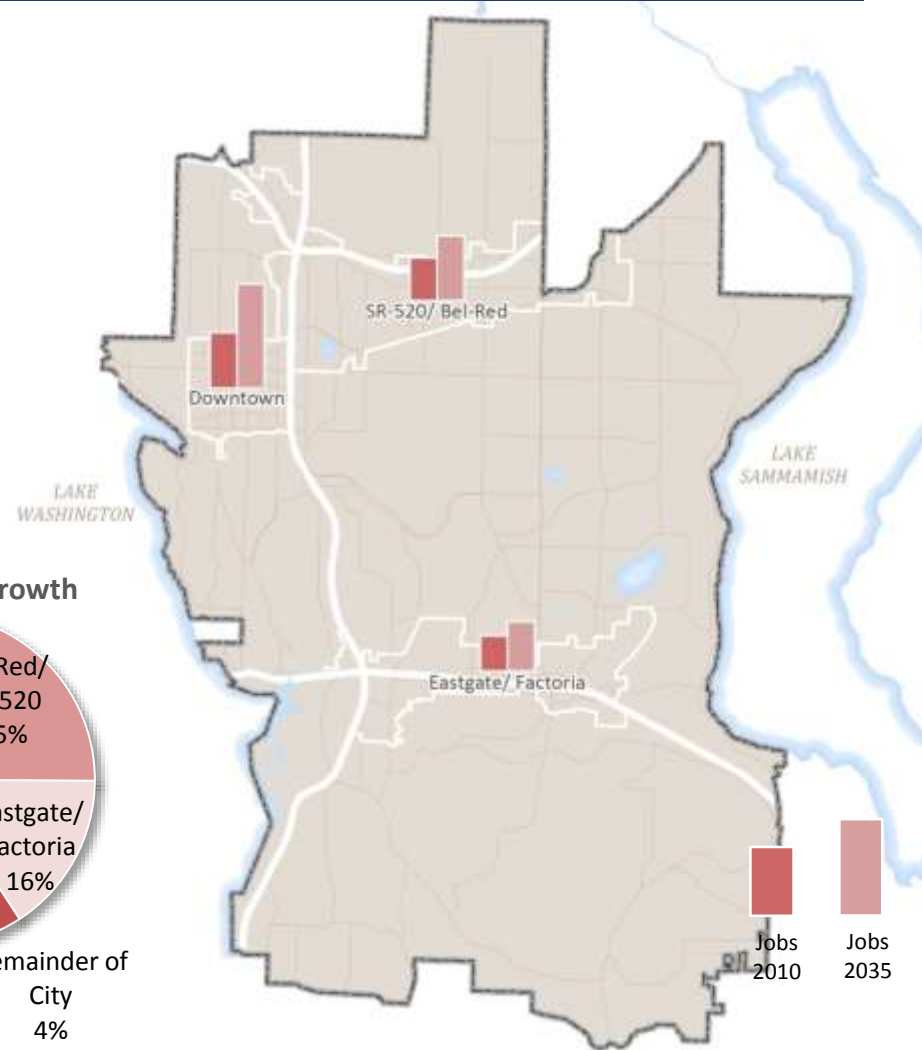 SR-520/ Bel-Red
Downtown
LAKE
WASHINGTON
LAKE
SAMMAMISH
Eastgate/ Factoria
rowth
Red/
520
5%
astgate/
actoria
16%
emainder of
City
4%
Jobs
2010
Jobs
2035